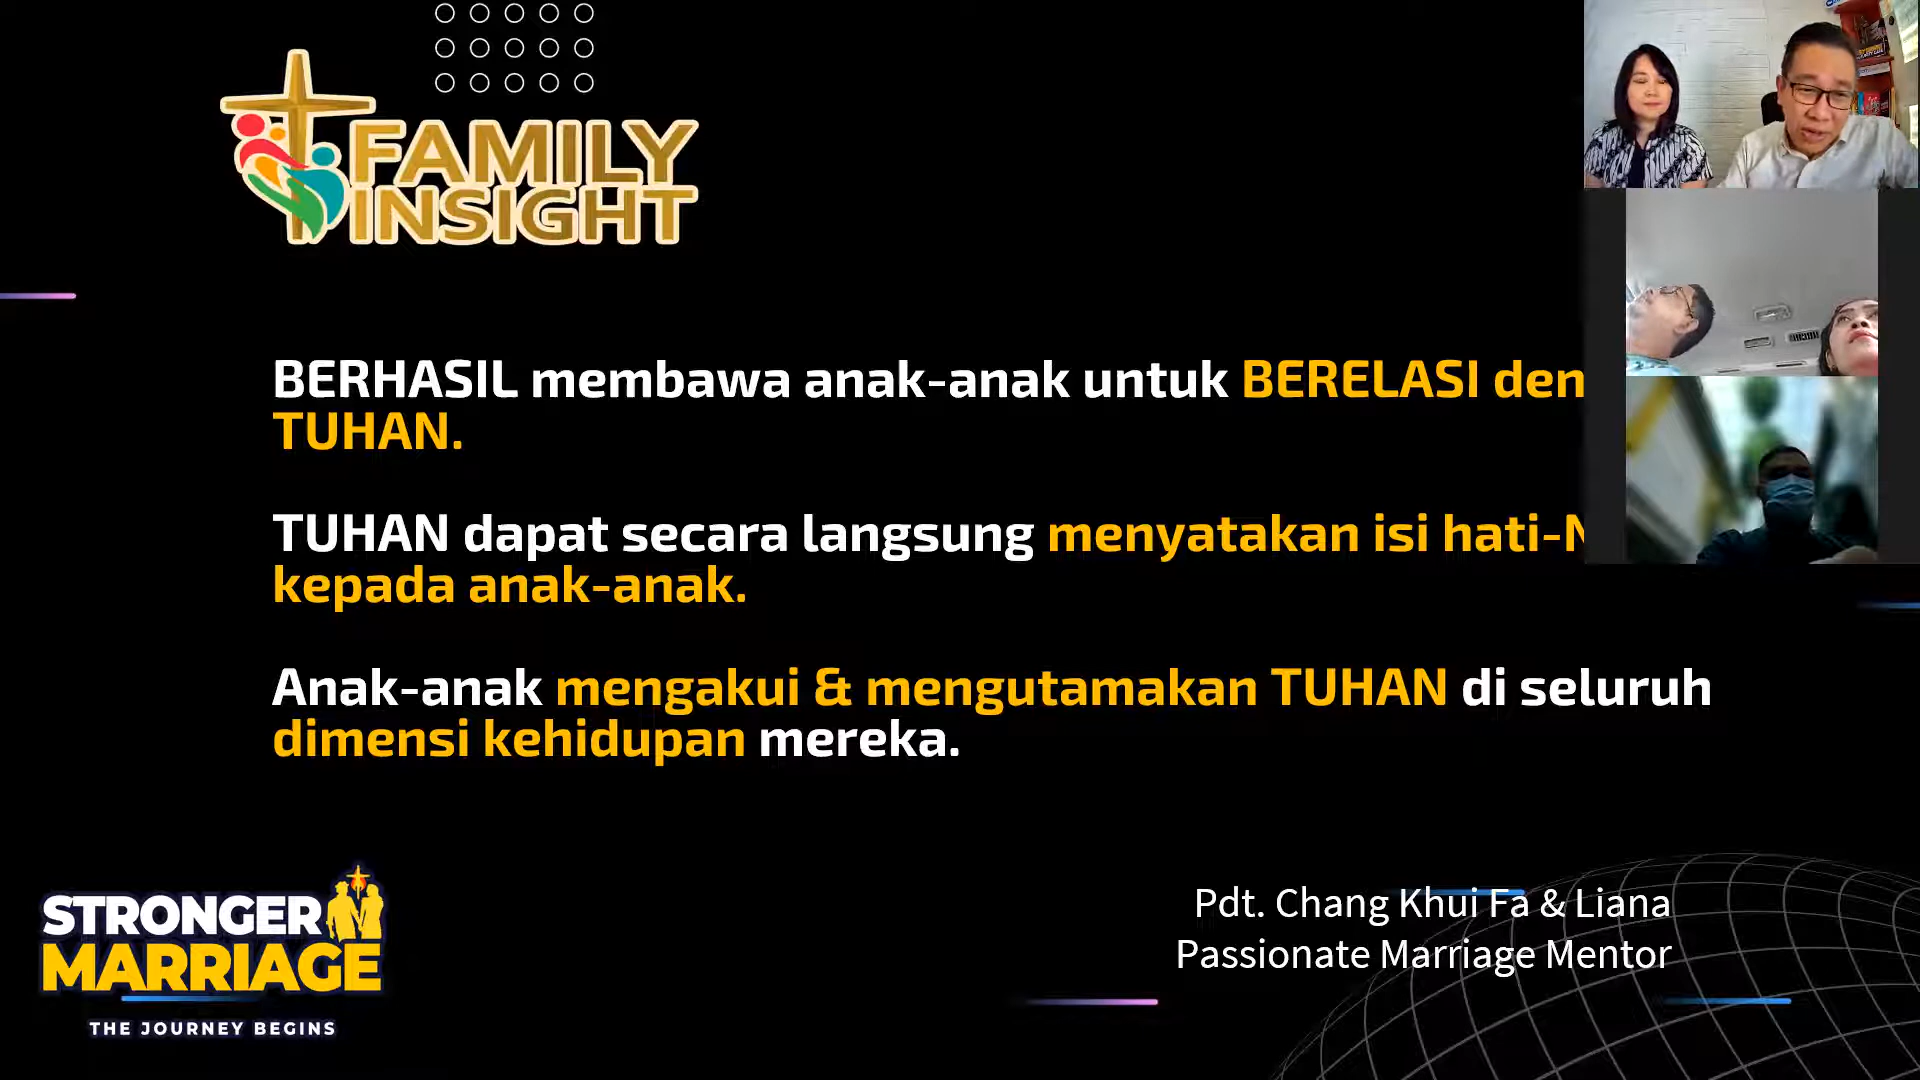 FAMILY
INSIGHT
BERHASIL membawa anak-anak untuk BERELASI den
TUHAN.
TUHAN dapat secara langsung menyatakan isi hati-N
kepada anak-anak.
Anak-anak mengakui & mengutamakan TUHAN di seluruh
dimensi kehidupan mereka.
STRONGER
MARRIAGE
THE JOURNEY BEGINS
Pdt. Chang Khui Fa & Liana
Passionate Marriage Mentor